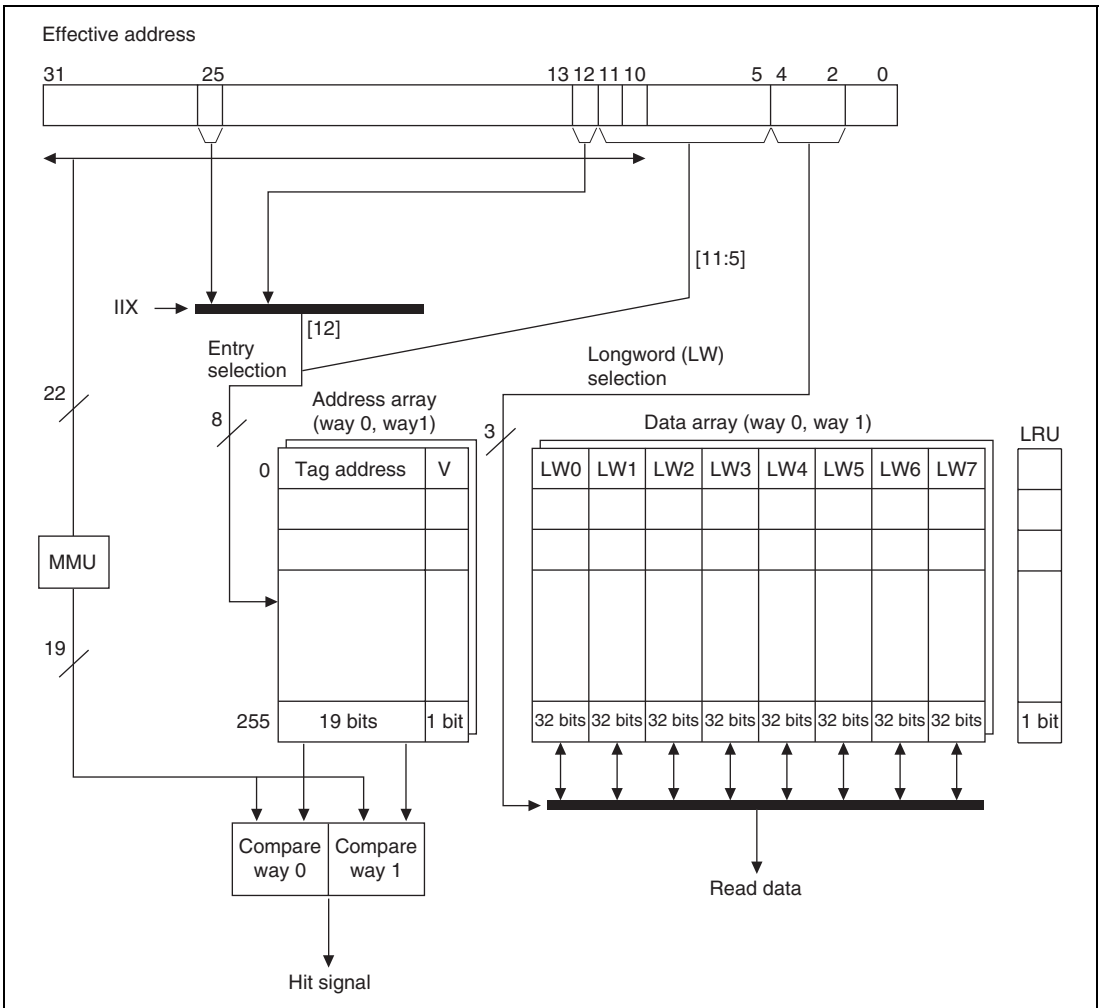 Effective address
31 25 13 12 11 10 5 4 2 0
[11:5]
IIX
[12]
Entry
selection
Longword (LW)
selection
22
8
Address array
(way 0, way1)
3
Data array (way 0, way 1)
LRU
0 Tag address V
LW0 LW1 LW2 LW3 LW4 LW5 LW6 LW7
MMU
19
255 19 bits 1 bit
32 bits 32 bits 32 bits 32 bits 32 bits 32 bits 32 bits 32 bits
1 bit
Compare
way 0
Compare
way 1
Read data
Hit signal